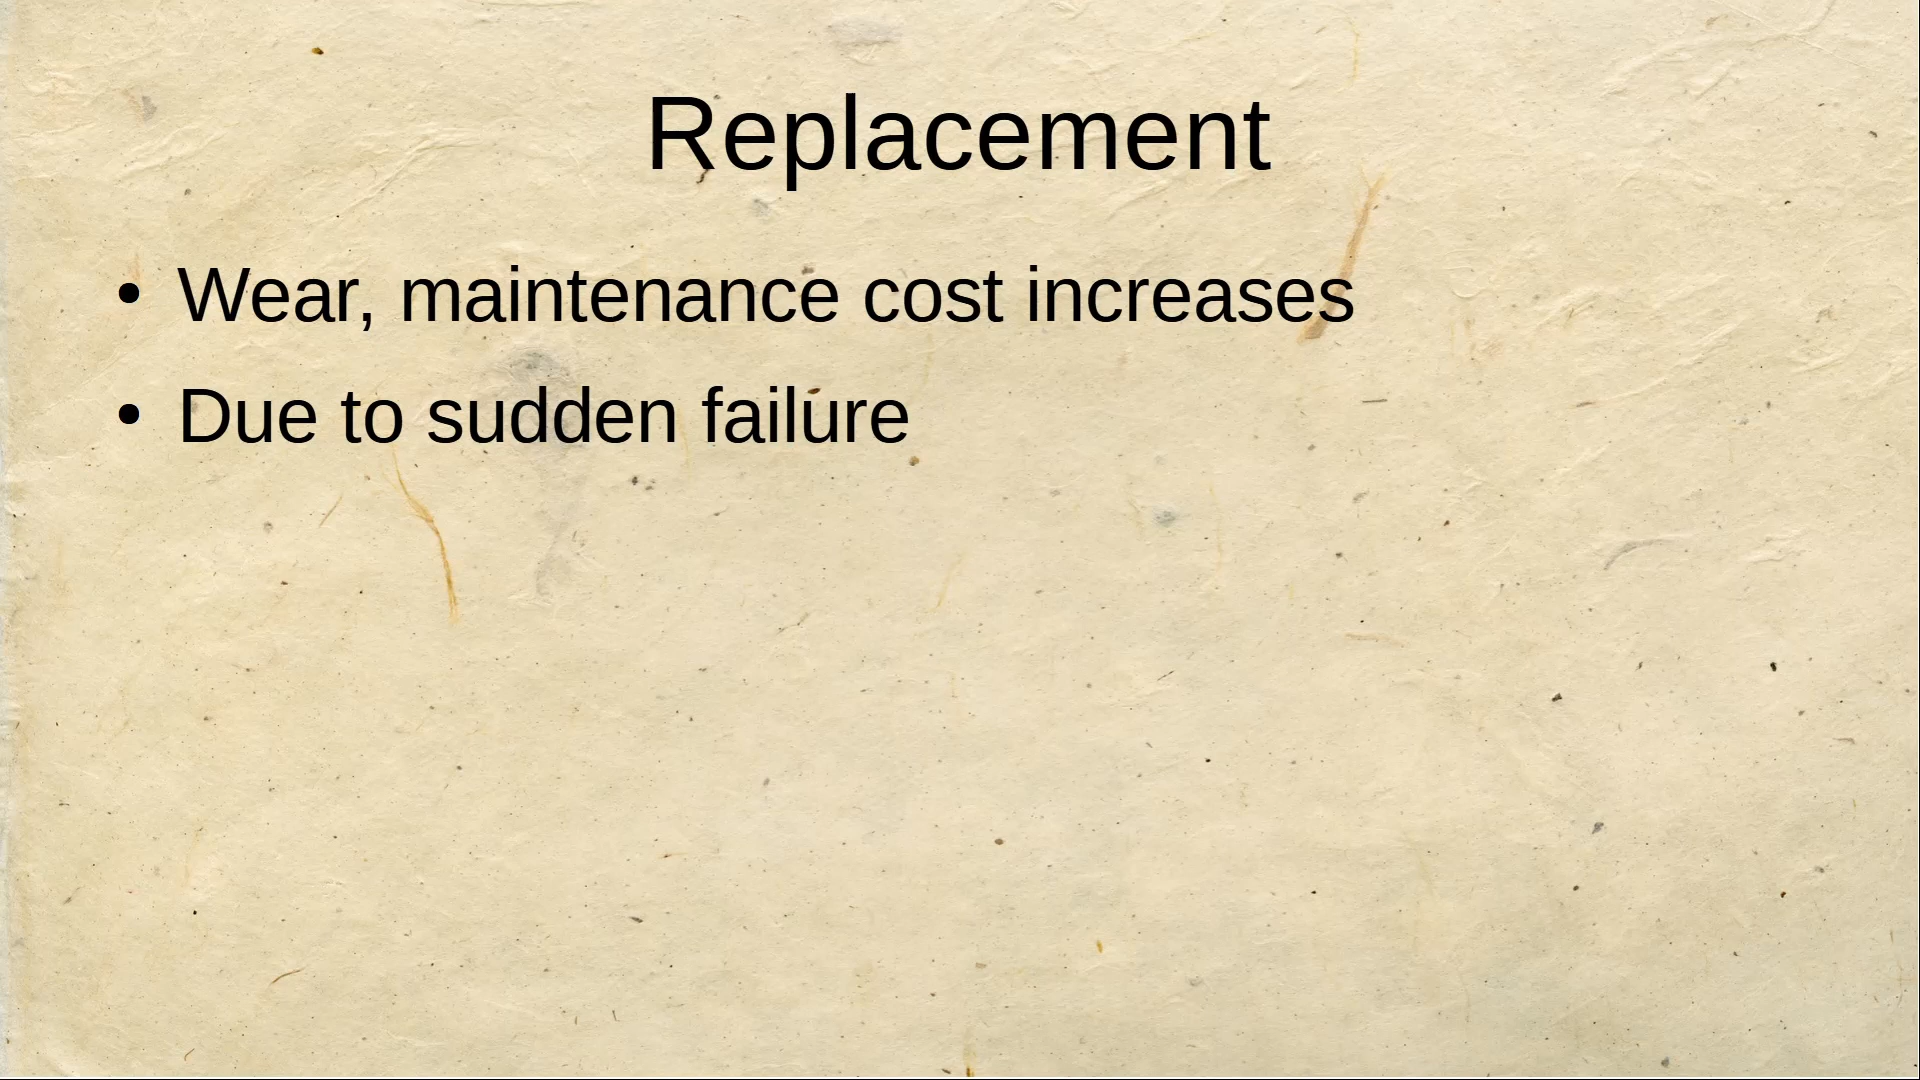 Replacement
• Wear, maintenance cost increases
• Due to sudden failure